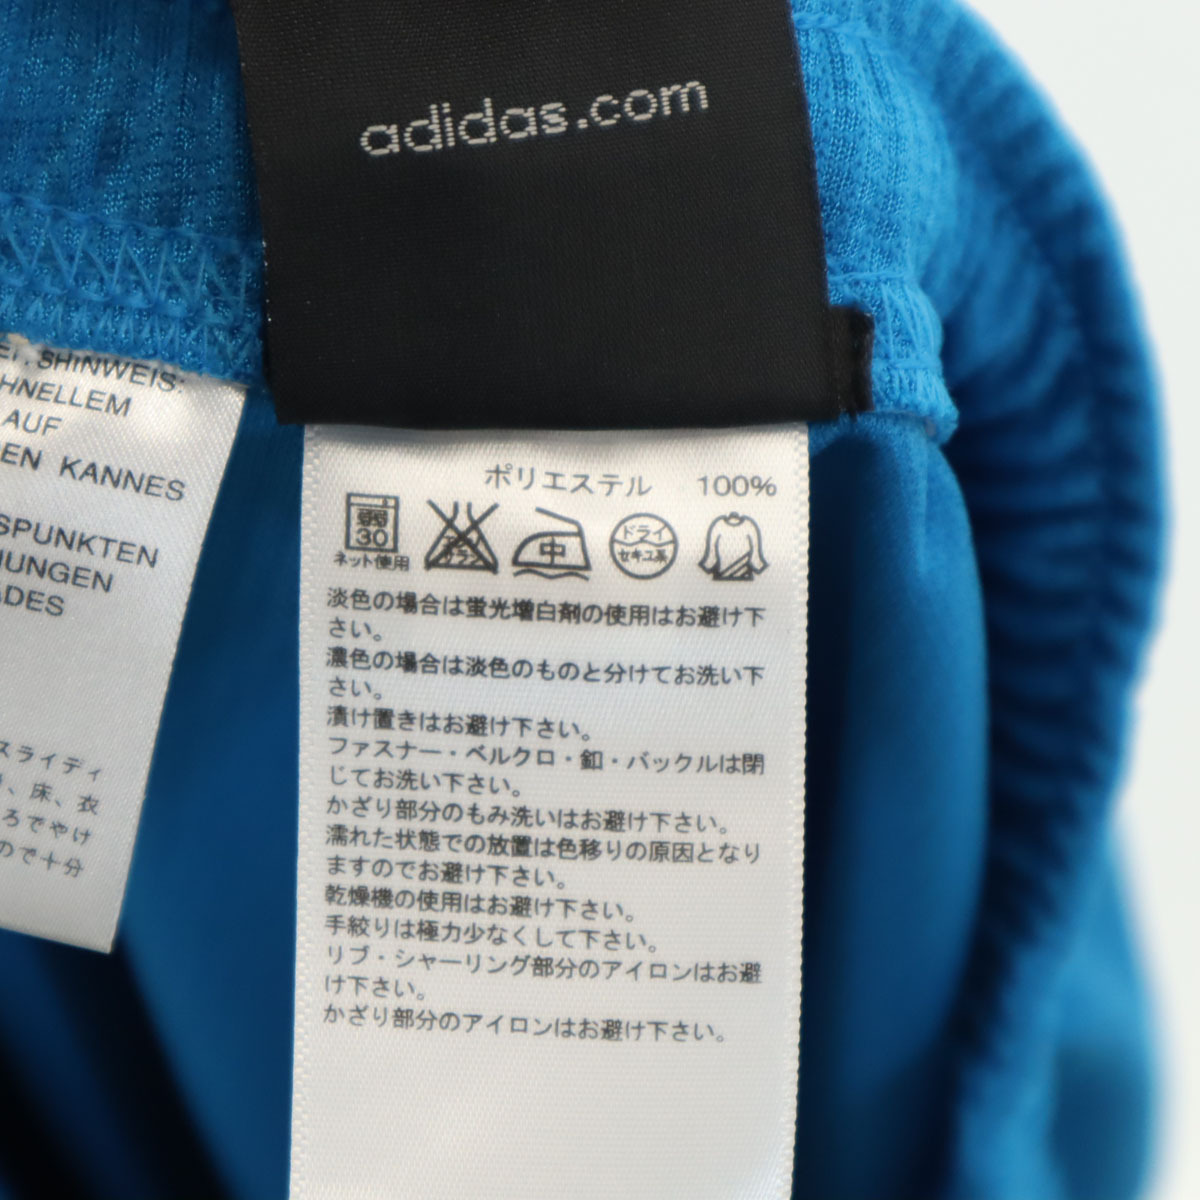 adidas.com
SHINWEIS:
HNELLEM
AUF
EN KANNES
SPUNKTEN
HUNGEN
ADES
スライディ
、床、衣
ろでやけ
ので十分
ポリエステル 100%
弱
30
ネット使用
エンソサラシ
中
ドライ
セキユ系
淡色の場合は蛍光増白剤の使用はお避け下
さい。
濃色の場合は淡色のものと分けてお洗い下
さい。
漬け置きはお避け下さい。
ファスナー・ベルクロ・釦・バックルは閉
じてお洗い下さい。
かざり部分のもみ洗いはお避け下さい。
濡れた状態での放置は色移りの原因となり
ますのでお避け下さい。
乾燥機の使用はお避け下さい。
手絞りは極力少なくして下さい。
リブ・シャーリング部分のアイロンはお避
け下さい。
かざり部分のアイロンはお避け下さい。